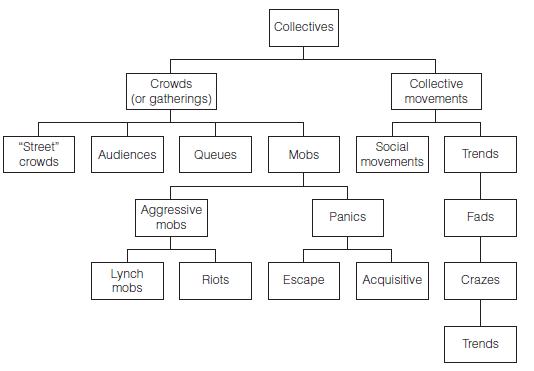 Collectives
Crowds
(or gatherings)
Collective
movements
“Street”
crowds
Audiences
Queues
Mobs
Social
movements
Trends
Aggressive
mobs
Panics
Fads
Lynch
mobs
Riots
Escape
Acquisitive
Crazes
Trends